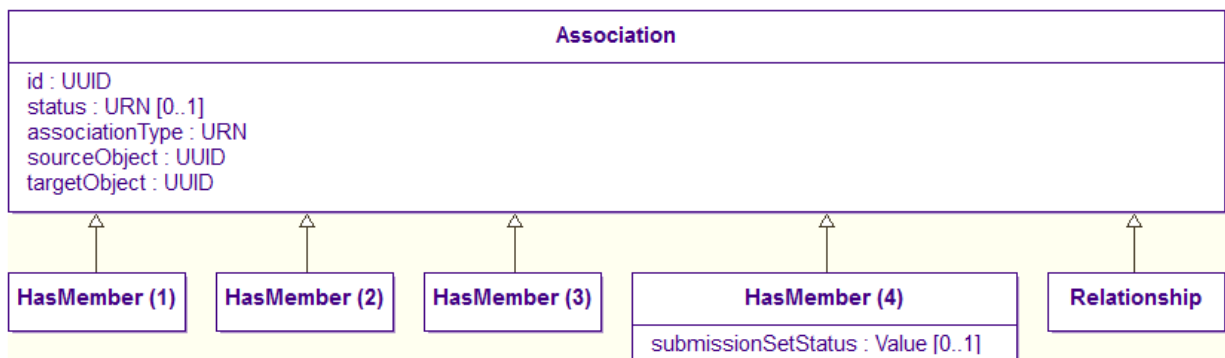 Association
id : UUID
status : URN [0..1]
associationType : URN
sourceObject : UUID
targetObject : UUID
HasMember (1)
HasMember (2)
HasMember (3)
HasMember (4)
Relationship
submissionSetStatus : Value [0..1]